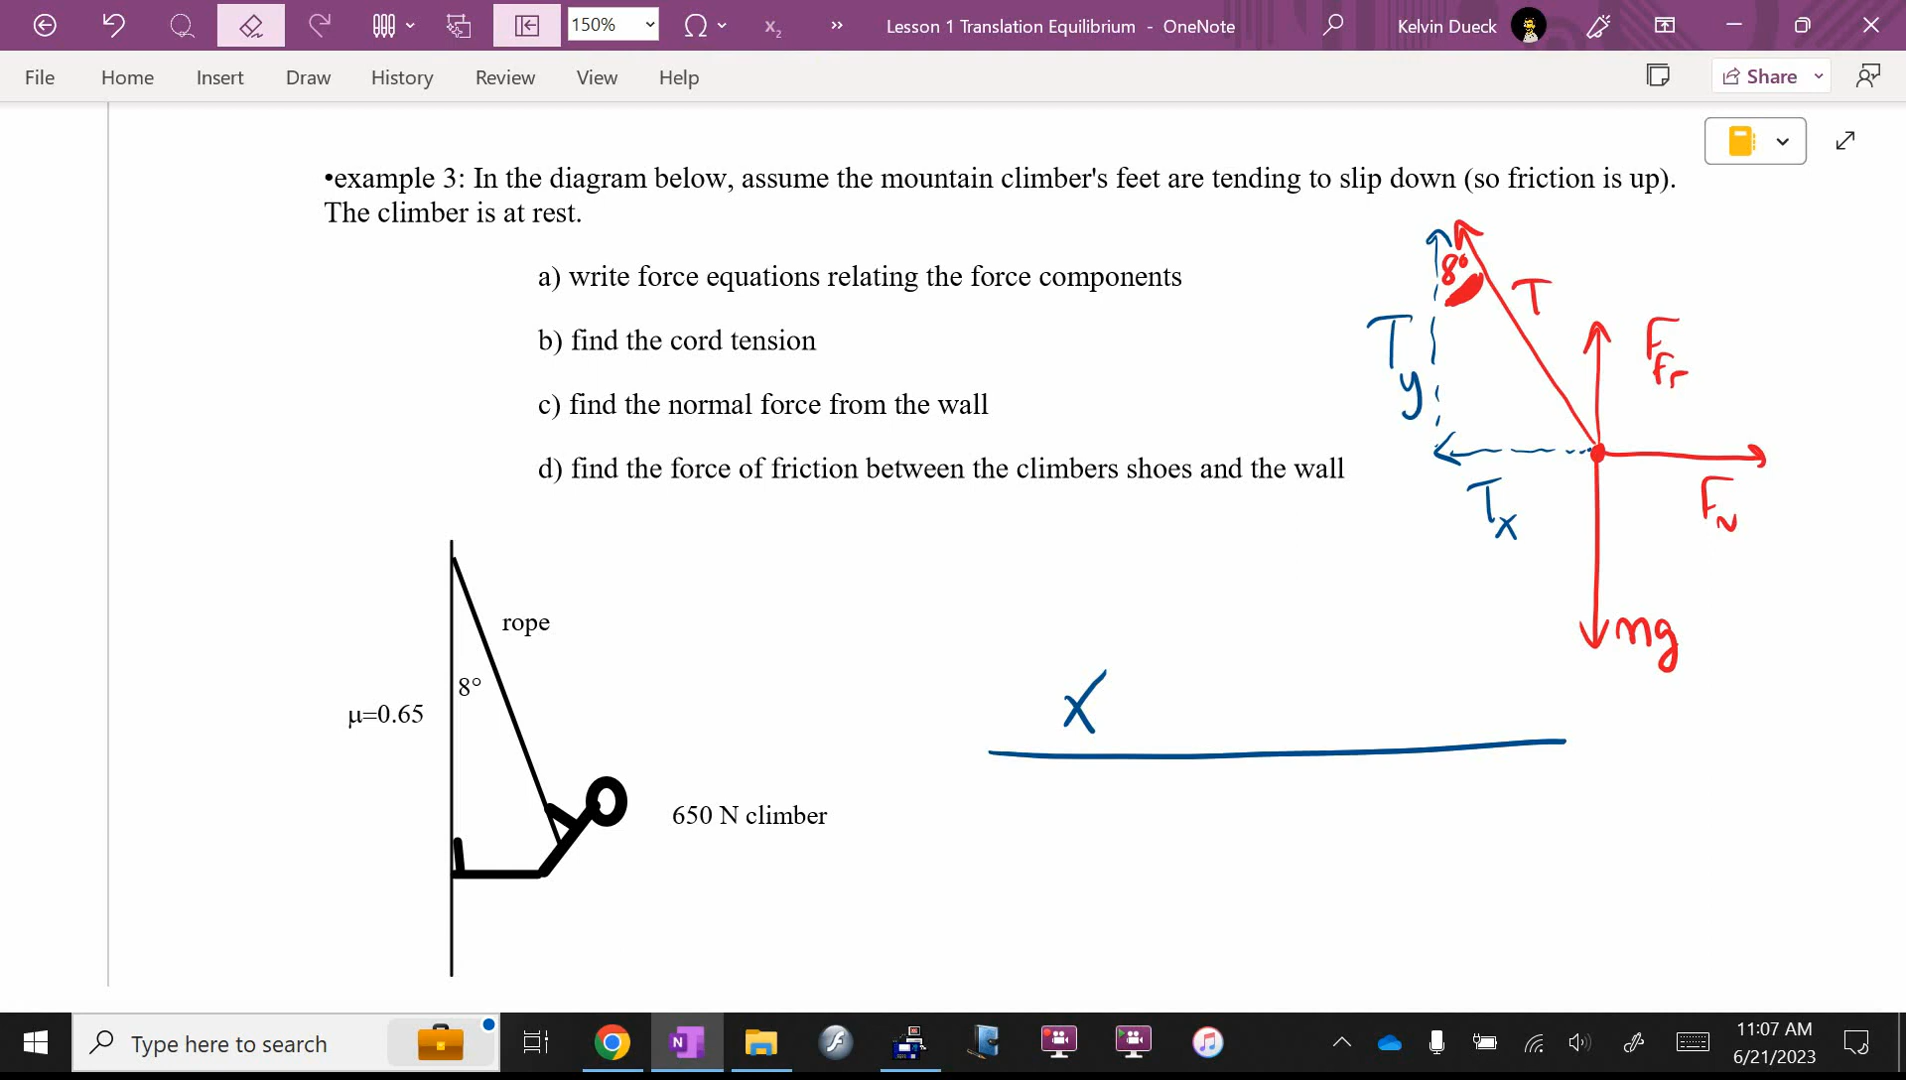 150%
Ω
x₂
»
Lesson 1 Translation Equilibrium - OneNote
Kelvin Dueck
File Home Insert Draw History Review View Help
Share
•example 3: In the diagram below, assume the mountain climber's feet are tending to slip down (so friction is up).
The climber is at rest.
a) write force equations relating the force components
b) find the cord tension
c) find the normal force from the wall
d) find the force of friction between the climbers shoes and the wall
8°
T
Ty
FFr
Tx
FN
mg
rope
8°
μ=0.65
650 N climber
X
Type here to search
11:07 AM
6/21/2023